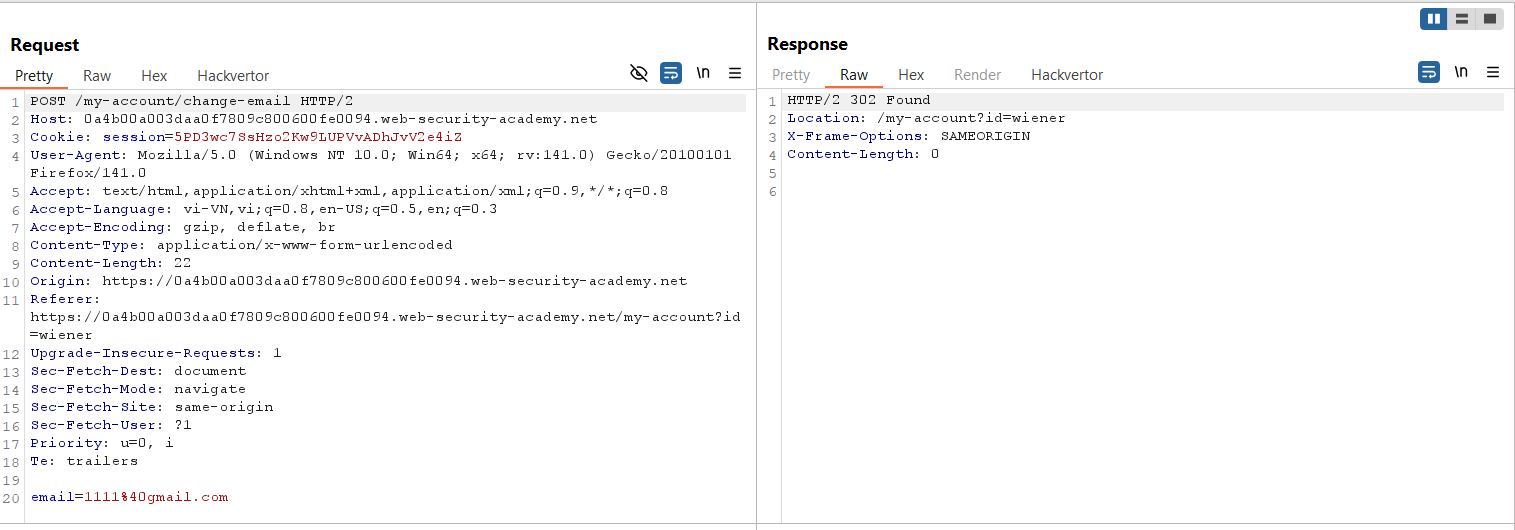 Request
Pretty Raw Hex Hackvertor \n
1 POST /my-account/change-email HTTP/2
2 Host: 0a4b00a003daa0f7809c800600fe0094.web-security-academy.net
3 Cookie: session=5PD3wc7SsHzo2Kw9LUPVvADhJvV2e4iZ
4 User-Agent: Mozilla/5.0 (Windows NT 10.0; Win64; x64; rv:141.0) Gecko/20100101
Firefox/141.0
5 Accept: text/html,application/xhtml+xml,application/xml;q=0.9,*/*;q=0.8
6 Accept-Language: vi-VN,vi;q=0.8,en-US;q=0.5,en;q=0.3
7 Accept-Encoding: gzip, deflate, br
8 Content-Type: application/x-www-form-urlencoded
9 Content-Length: 22
10 Origin: https://0a4b00a003daa0f7809c800600fe0094.web-security-academy.net
11 Referer:
https://0a4b00a003daa0f7809c800600fe0094.web-security-academy.net/my-account?id
=wiener
12 Upgrade-Insecure-Requests: 1
13 Sec-Fetch-Dest: document
14 Sec-Fetch-Mode: navigate
15 Sec-Fetch-Site: same-origin
16 Sec-Fetch-User: ?1
17 Priority: u=0, i
18 Te: trailers
19
20 email=1111%40gmail.com
Response
Pretty Raw Hex Render Hackvertor \n
1 HTTP/2 302 Found
2 Location: /my-account?id=wiener
3 X-Frame-Options: SAMEORIGIN
4 Content-Length: 0
5
6